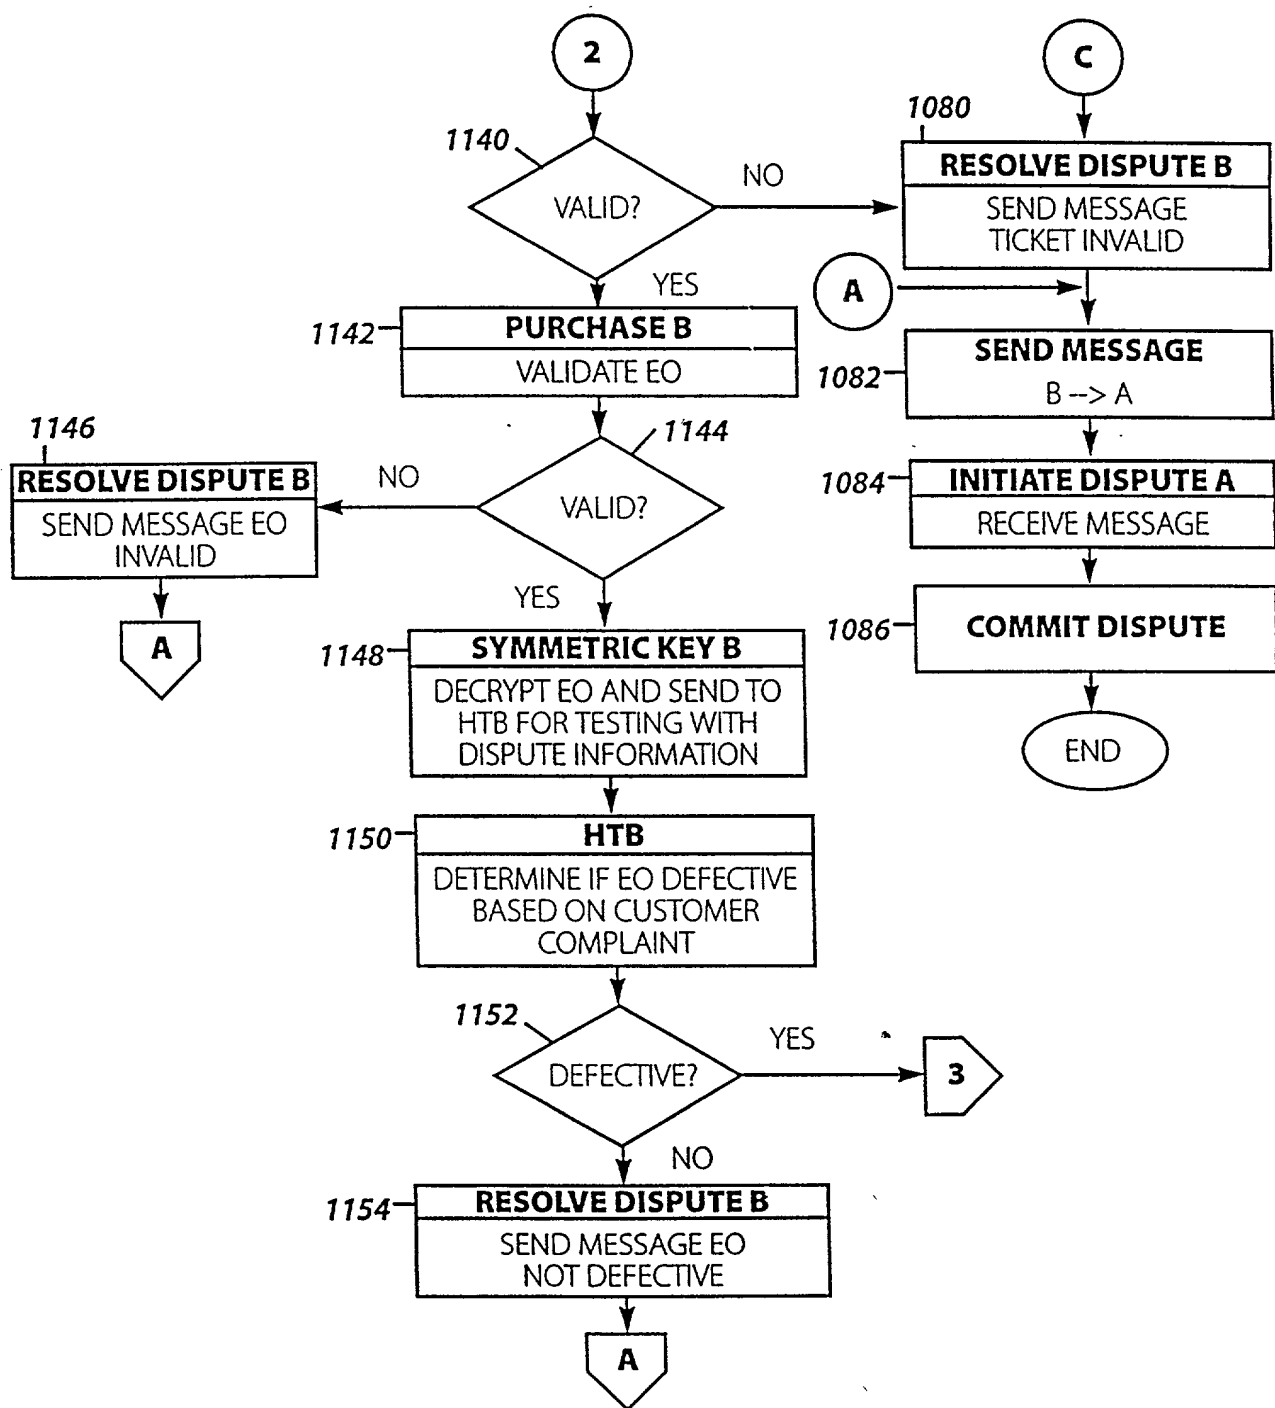 2
C
1080
1140
RESOLVE DISPUTE B
NO
VALID?
SEND MESSAGE
TICKET INVALID
YES
A
1142
PURCHASE B
VALIDATE EO
SEND MESSAGE
1082
B --> A
1146
1144
RESOLVE DISPUTE B
NO
SEND MESSAGE EO
INVALID
VALID?
1084
INITIATE DISPUTE A
RECEIVE MESSAGE
YES
A
1148
SYMMETRIC KEY B
DECRYPT EO AND SEND TO
HTB FOR TESTING WITH
DISPUTE INFORMATION
1086
COMMIT DISPUTE
END
1150
HTB
DETERMINE IF EO DEFECTIVE
BASED ON CUSTOMER
COMPLAINT
1152
YES
DEFECTIVE?
3
NO
1154
RESOLVE DISPUTE B
SEND MESSAGE EO
NOT DEFECTIVE
A